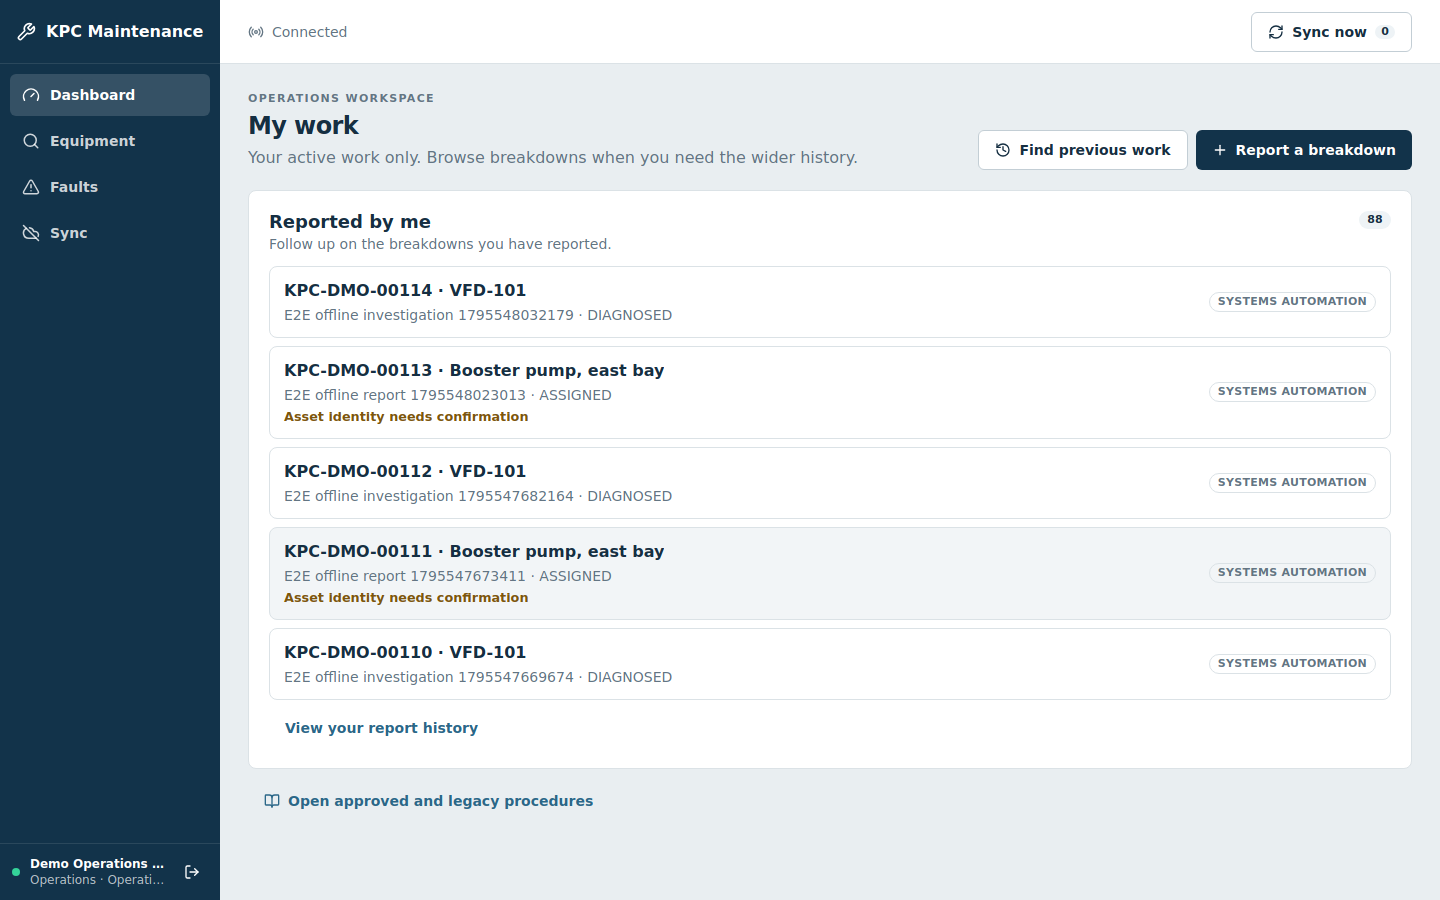 KPC Maintenance
Dashboard
Equipment
Faults
Sync
Demo Operations ...
Operations · Operati...
Connected
Sync now 0
OPERATIONS WORKSPACE
My work
Your active work only. Browse breakdowns when you need the wider history.
Find previous work
Report a breakdown
Reported by me
88
Follow up on the breakdowns you have reported.
KPC-DMO-00114 · VFD-101
E2E offline investigation 1795548032179 · DIAGNOSED
SYSTEMS AUTOMATION
KPC-DMO-00113 · Booster pump, east bay
E2E offline report 1795548023013 · ASSIGNED
Asset identity needs confirmation
SYSTEMS AUTOMATION
KPC-DMO-00112 · VFD-101
E2E offline investigation 1795547682164 · DIAGNOSED
SYSTEMS AUTOMATION
KPC-DMO-00111 · Booster pump, east bay
E2E offline report 1795547673411 · ASSIGNED
Asset identity needs confirmation
SYSTEMS AUTOMATION
KPC-DMO-00110 · VFD-101
E2E offline investigation 1795547669674 · DIAGNOSED
SYSTEMS AUTOMATION
View your report history
Open approved and legacy procedures